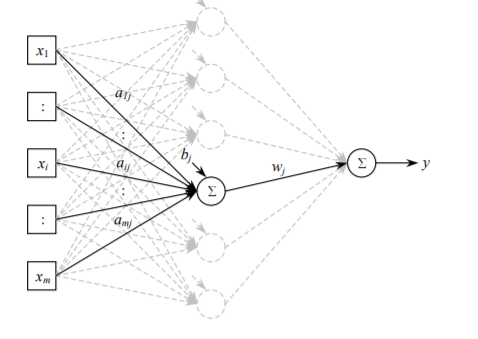 x1
:
xi
:
xm
a1j
:
aij
:
amj
bj
Σ
wj
Σ
y